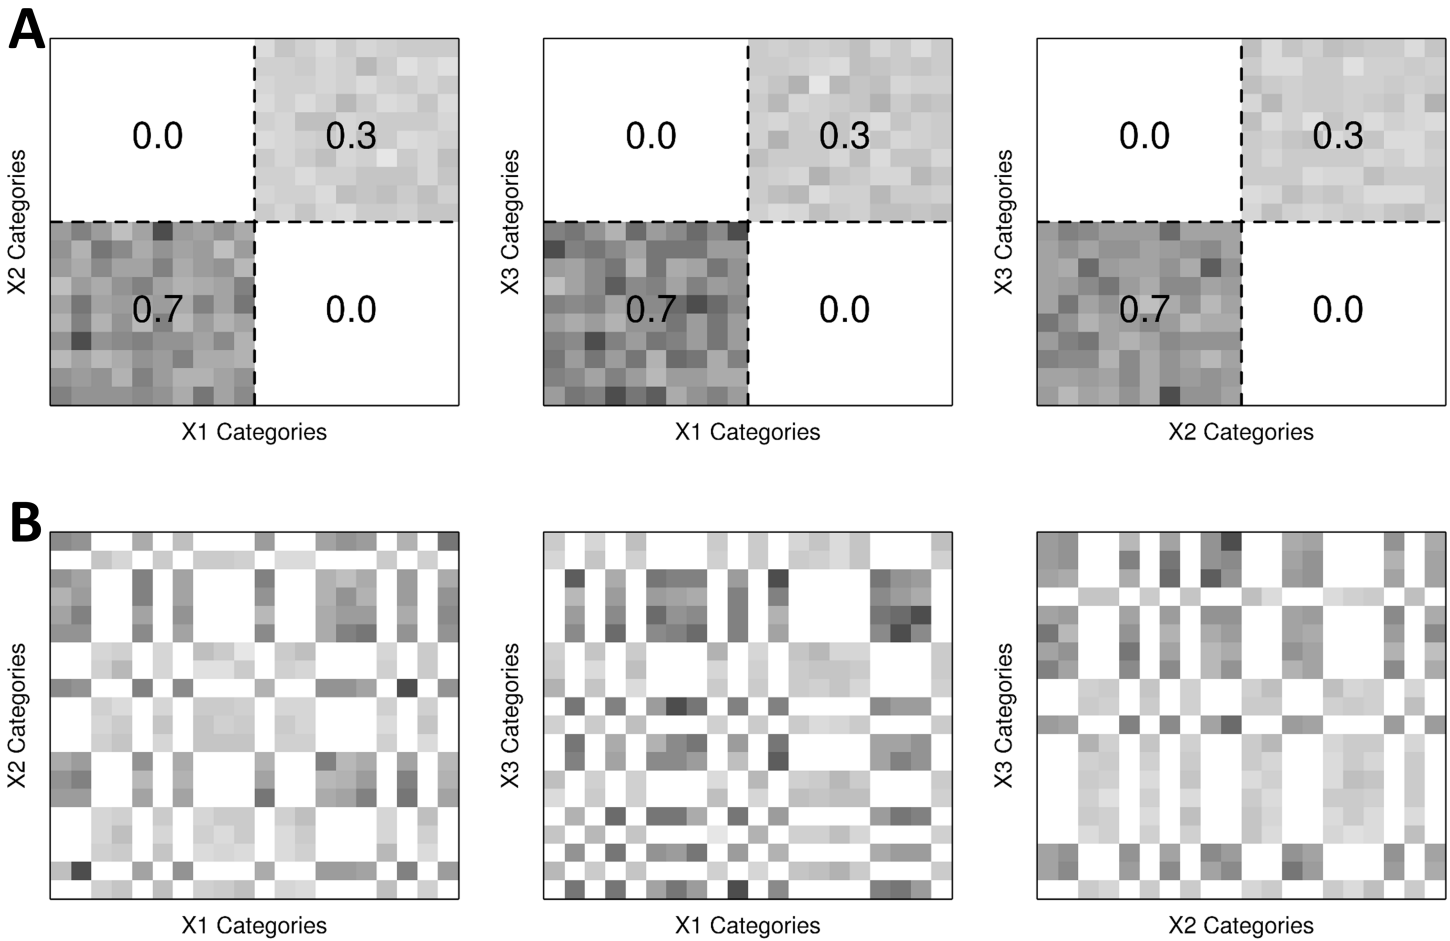 A
0.0 0.3 0.0 0.3 0.0 0.3
X2 Categories X3 Categories X3 Categories
0.7 0.0 0.7 0.0 0.7 0.0
X1 Categories X1 Categories X2 Categories
B
X2 Categories X3 Categories X3 Categories
X1 Categories X1 Categories X2 Categories